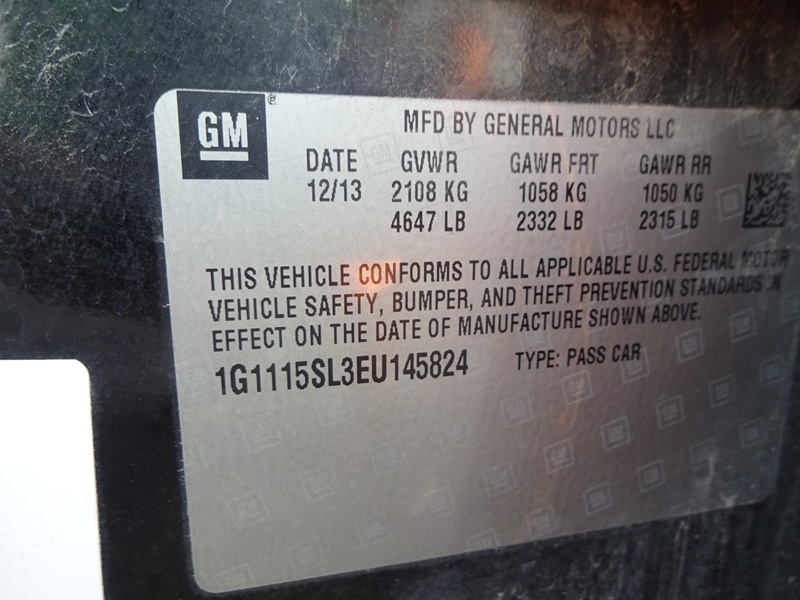 GM ®
MFD BY GENERAL MOTORS LLC
DATE GVWR GAWR FRT GAWR RR
12/13 2108 KG 1058 KG 1050 KG
4647 LB 2332 LB 2315 LB
THIS VEHICLE CONFORMS TO ALL APPLICABLE U.S. FEDERAL MOTOR
VEHICLE SAFETY, BUMPER, AND THEFT PREVENTION STANDARDS IN
EFFECT ON THE DATE OF MANUFACTURE SHOWN ABOVE.
1G1115SL3EU145824 TYPE: PASS CAR